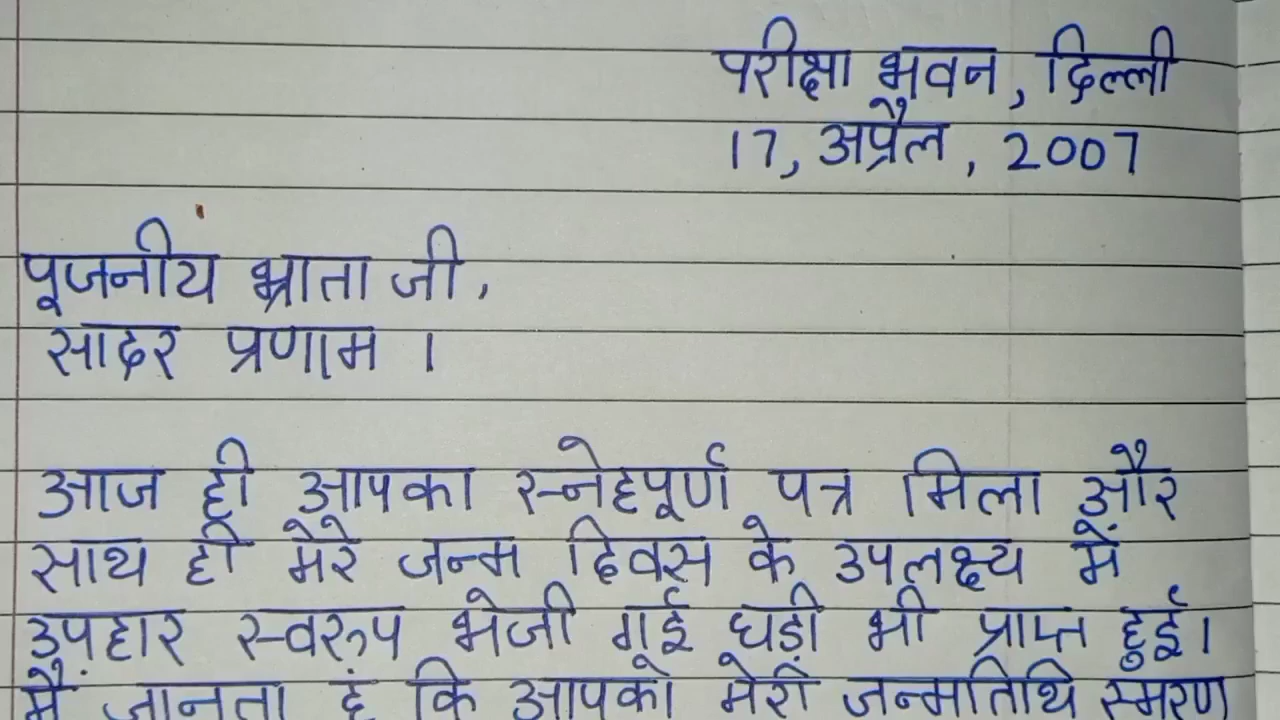 परीक्षा भवन, दिल्ली
17, अप्रैल, 2007
पूजनीय भ्राता जी,
सादर प्रणाम ।
आज ही आपका स्नेहपूर्ण पत्र मिला और
साथ ही मेरे जन्म दिवस के उपलक्ष्य में
उपहार स्वरुप भेजी गई घड़ी भी प्राप्त हुई।
मैं जानता हूं कि आपको मेरी जन्मतिथि स्मरण